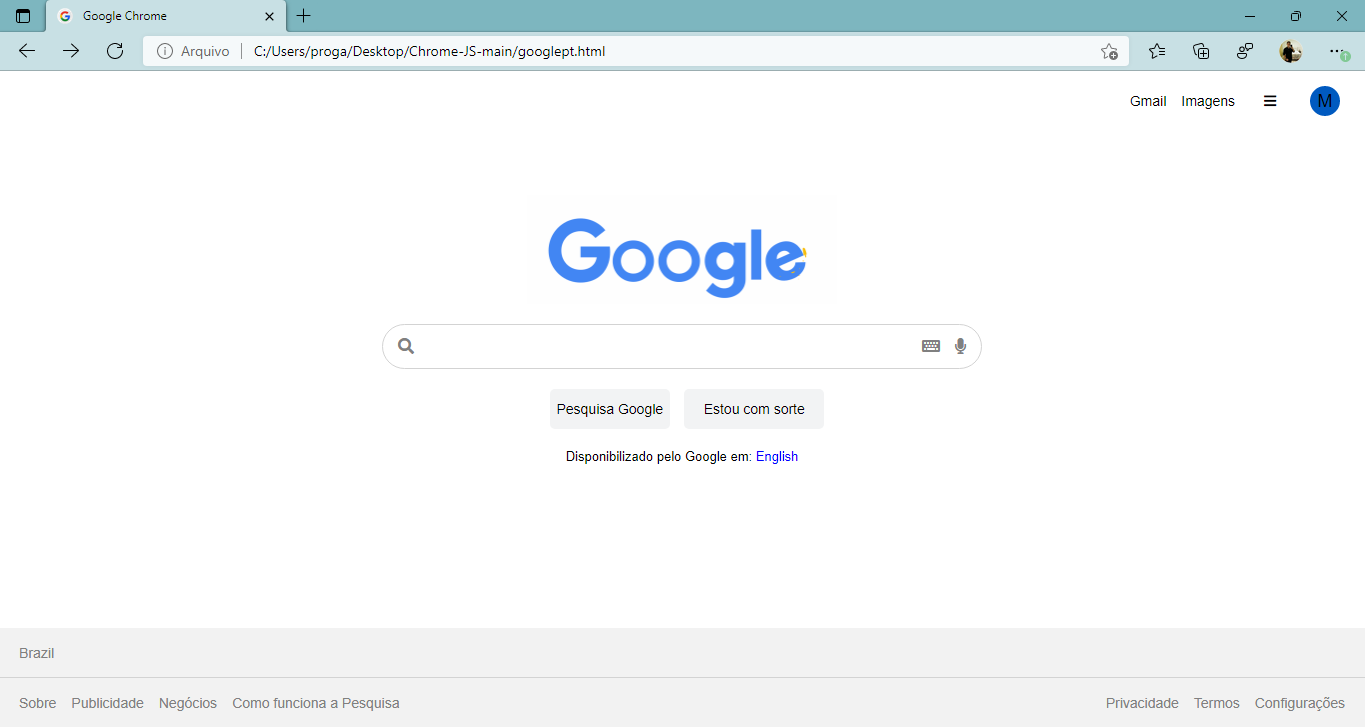 Google Chrome
Arquivo C:/Users/proga/Desktop/Chrome-JS-main/googlept.html
Gmail Imagens M
Google
Pesquisa Google Estou com sorte
Disponibilizado pelo Google em: English
Brazil
Sobre Publicidade Negócios Como funciona a Pesquisa Privacidade Termos Configurações